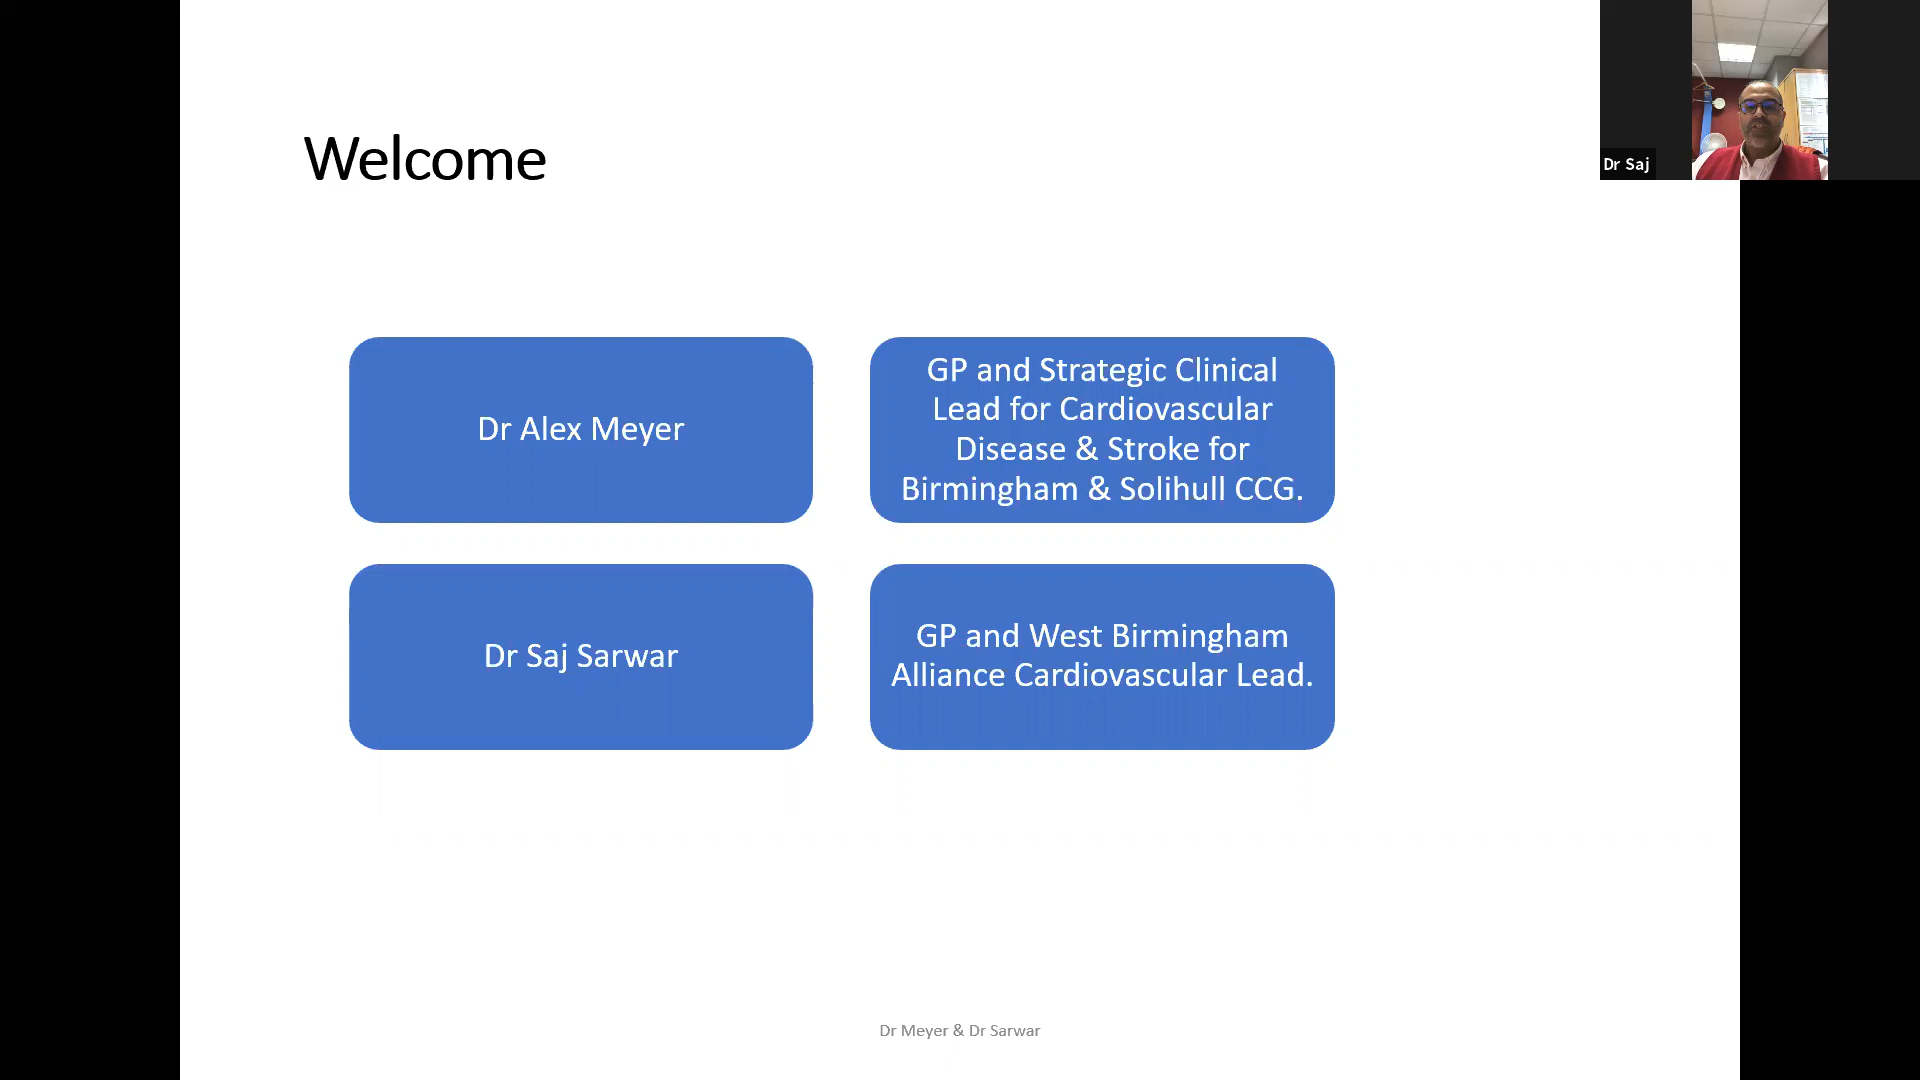 Dr Saj
Welcome
Dr Alex Meyer
GP and Strategic Clinical
Lead for Cardiovascular
Disease & Stroke for
Birmingham & Solihull CCG.
Dr Saj Sarwar
GP and West Birmingham
Alliance Cardiovascular Lead.
Dr Meyer & Dr Sarwar